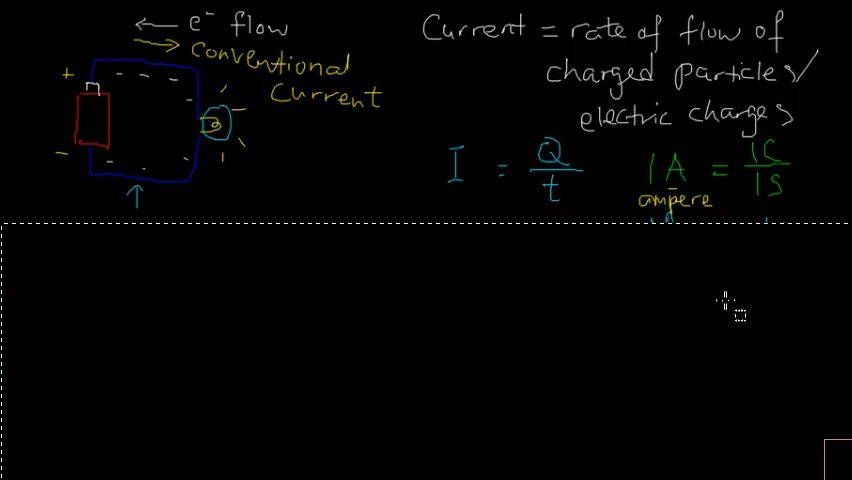 ← e⁻ flow
→ Conventional
Current
+
-
Current = rate of flow of
charged particles/
electric charges
I = Q/t
1A = 1C/1S
ampere